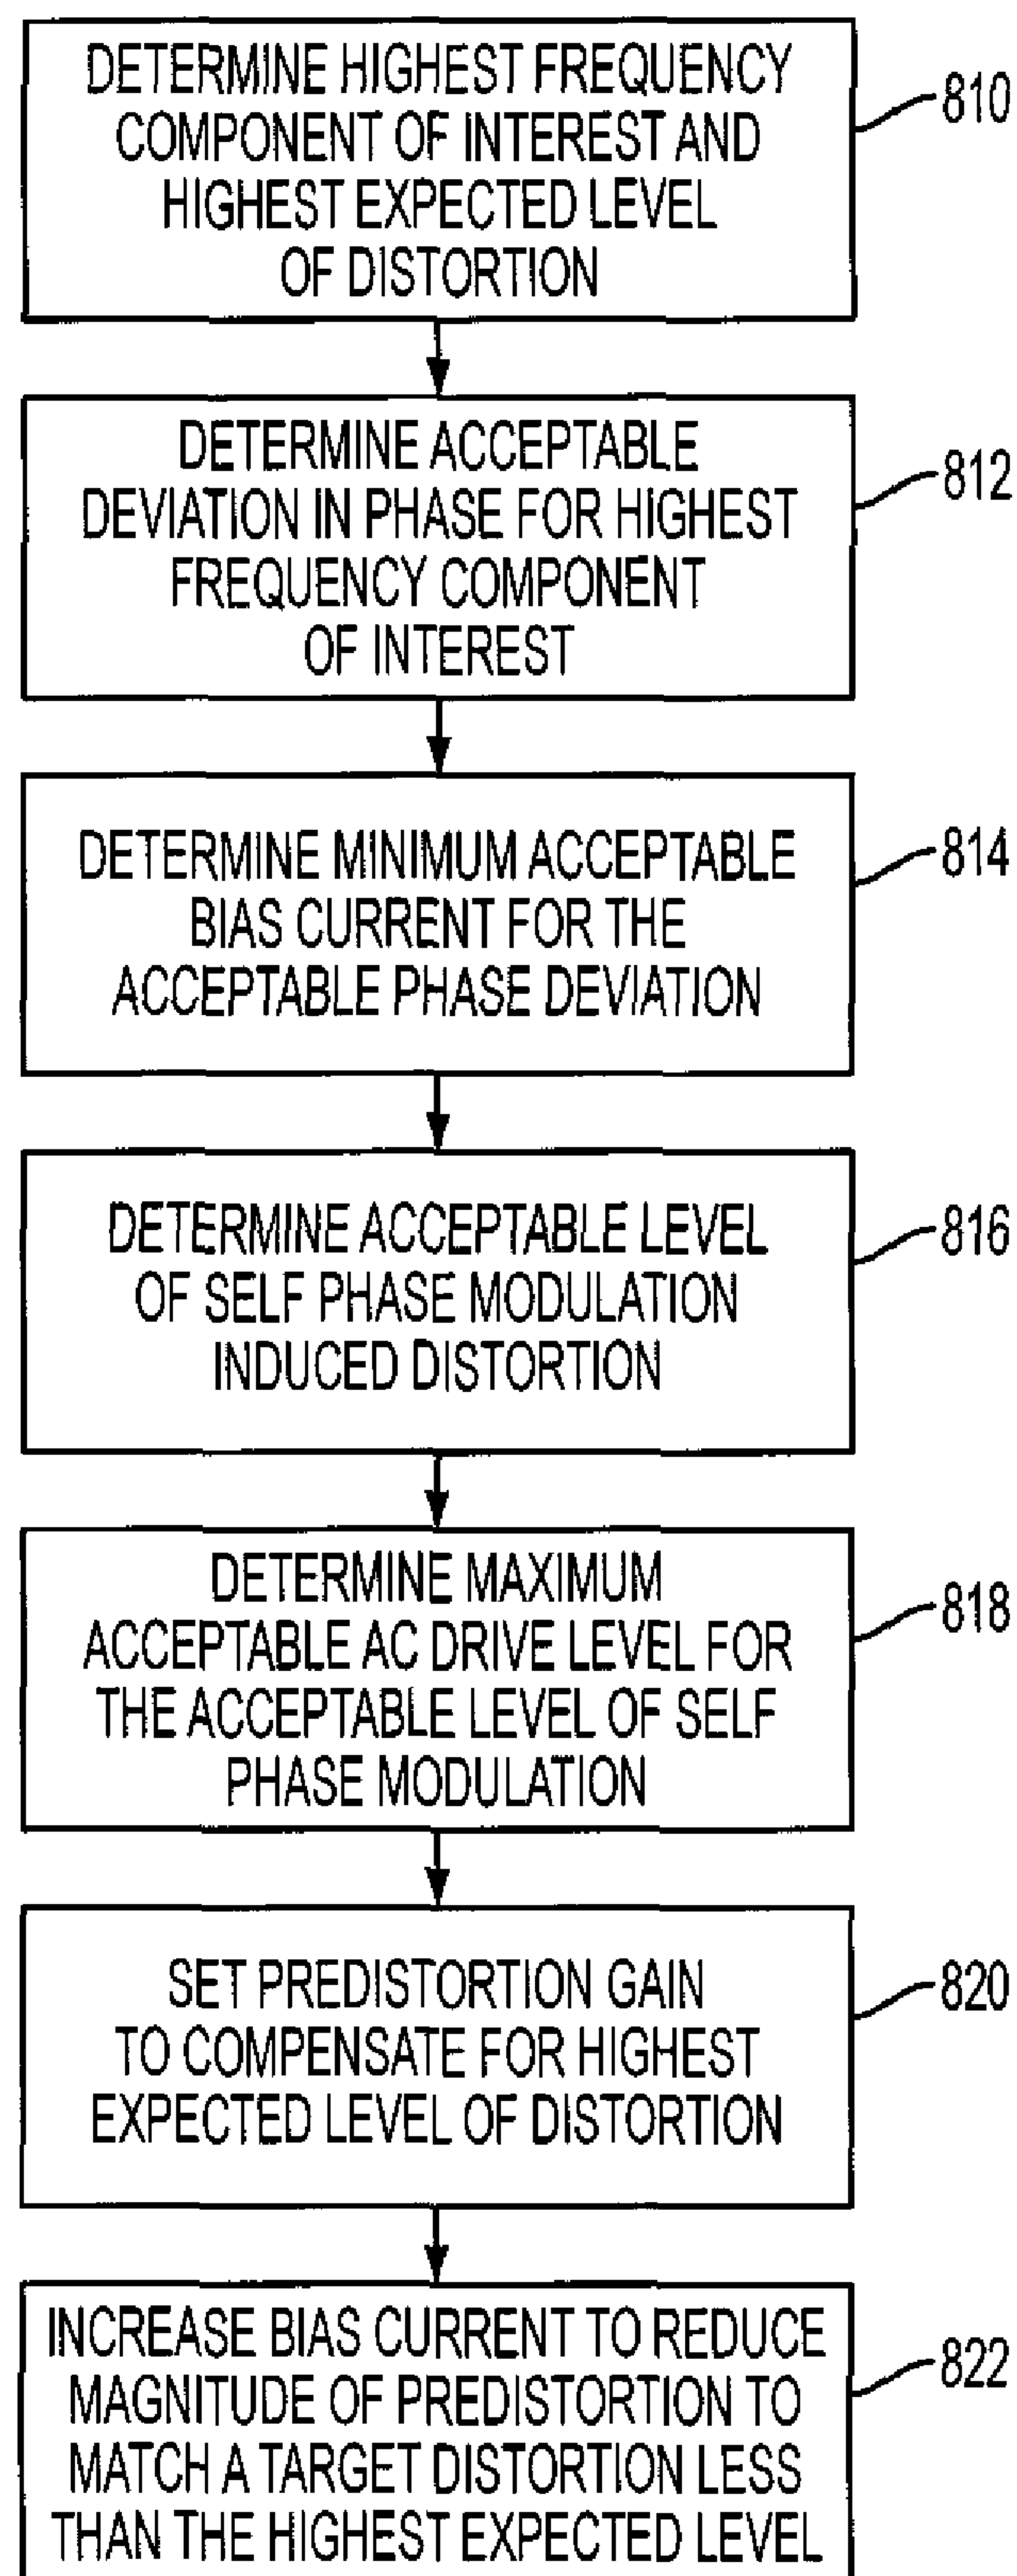 DETERMINE HIGHEST FREQUENCY
COMPONENT OF INTEREST AND
HIGHEST EXPECTED LEVEL
OF DISTORTION
810
DETERMINE ACCEPTABLE
DEVIATION IN PHASE FOR HIGHEST
FREQUENCY COMPONENT
OF INTEREST
812
DETERMINE MINIMUM ACCEPTABLE
BIAS CURRENT FOR THE
ACCEPTABLE PHASE DEVIATION
814
DETERMINE ACCEPTABLE LEVEL
OF SELF PHASE MODULATION
INDUCED DISTORTION
816
DETERMINE MAXIMUM
ACCEPTABLE AC DRIVE LEVEL FOR
THE ACCEPTABLE LEVEL OF SELF
PHASE MODULATION
818
SET PREDISTORTION GAIN
TO COMPENSATE FOR HIGHEST
EXPECTED LEVEL OF DISTORTION
820
INCREASE BIAS CURRENT TO REDUCE
MAGNITUDE OF PREDISTORTION TO
MATCH A TARGET DISTORTION LESS
THAN THE HIGHEST EXPECTED LEVEL
822